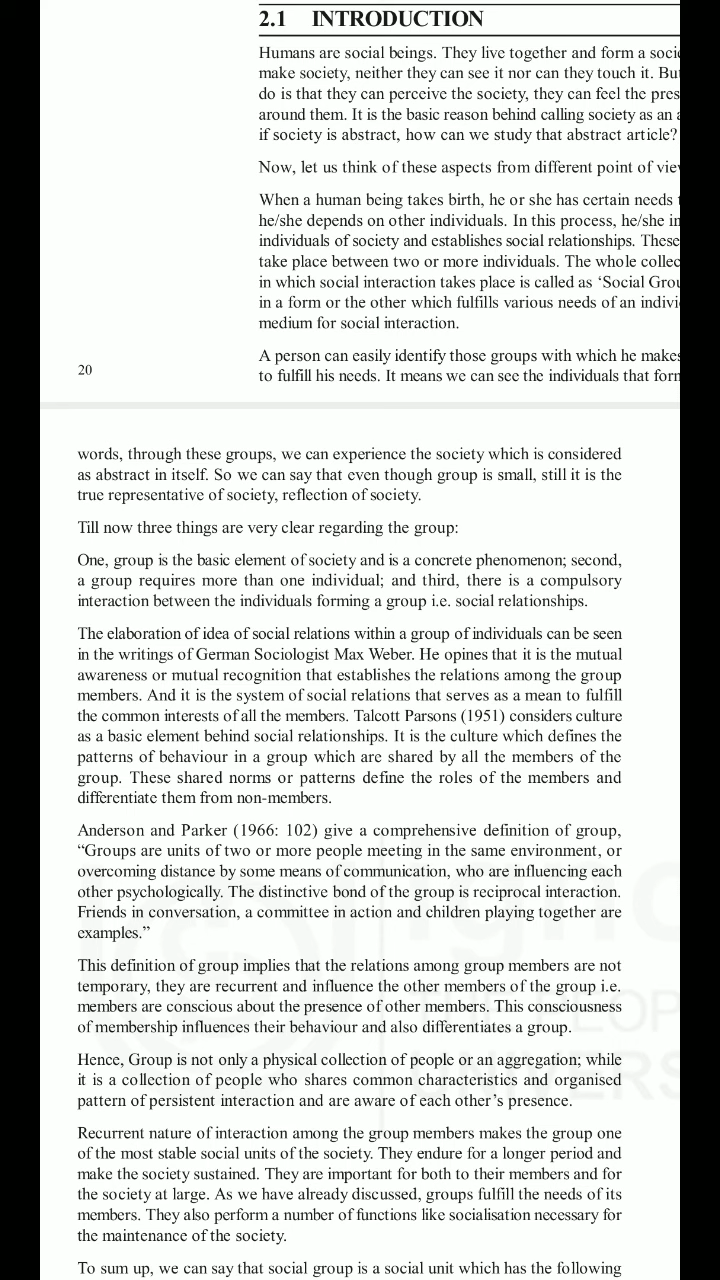 2.1 INTRODUCTION
Humans are social beings. They live together and form a soci
make society, neither they can see it nor can they touch it. Bu
do is that they can perceive the society, they can feel the pres
around them. It is the basic reason behind calling society as an a
if society is abstract, how can we study that abstract article?
Now, let us think of these aspects from different point of view
When a human being takes birth, he or she has certain needs t
he/she depends on other individuals. In this process, he/she in
individuals of society and establishes social relationships. These
take place between two or more individuals. The whole collec
in which social interaction takes place is called as ‘Social Grou
in a form or the other which fulfills various needs of an indivi
medium for social interaction.
A person can easily identify those groups with which he makes
to fulfill his needs. It means we can see the individuals that form
20
words, through these groups, we can experience the society which is considered
as abstract in itself. So we can say that even though group is small, still it is the
true representative of society, reflection of society.
Till now three things are very clear regarding the group:
One, group is the basic element of society and is a concrete phenomenon; second,
a group requires more than one individual; and third, there is a compulsory
interaction between the individuals forming a group i.e. social relationships.
The elaboration of idea of social relations within a group of individuals can be seen
in the writings of German Sociologist Max Weber. He opines that it is the mutual
awareness or mutual recognition that establishes the relations among the group
members. And it is the system of social relations that serves as a mean to fulfill
the common interests of all the members. Talcott Parsons (1951) considers culture
as a basic element behind social relationships. It is the culture which defines the
patterns of behaviour in a group which are shared by all the members of the
group. These shared norms or patterns define the roles of the members and
differentiate them from non-members.
Anderson and Parker (1966: 102) give a comprehensive definition of group,
“Groups are units of two or more people meeting in the same environment, or
overcoming distance by some means of communication, who are influencing each
other psychologically. The distinctive bond of the group is reciprocal interaction.
Friends in conversation, a committee in action and children playing together are
examples.”
This definition of group implies that the relations among group members are not
temporary, they are recurrent and influence the other members of the group i.e.
members are conscious about the presence of other members. This consciousness
of membership influences their behaviour and also differentiates a group.
Hence, Group is not only a physical collection of people or an aggregation; while
it is a collection of people who shares common characteristics and organised
pattern of persistent interaction and are aware of each other’s presence.
Recurrent nature of interaction among the group members makes the group one
of the most stable social units of the society. They endure for a longer period and
make the society sustained. They are important for both to their members and for
the society at large. As we have already discussed, groups fulfill the needs of its
members. They also perform a number of functions like socialisation necessary for
the maintenance of the society.
To sum up, we can say that social group is a social unit which has the following